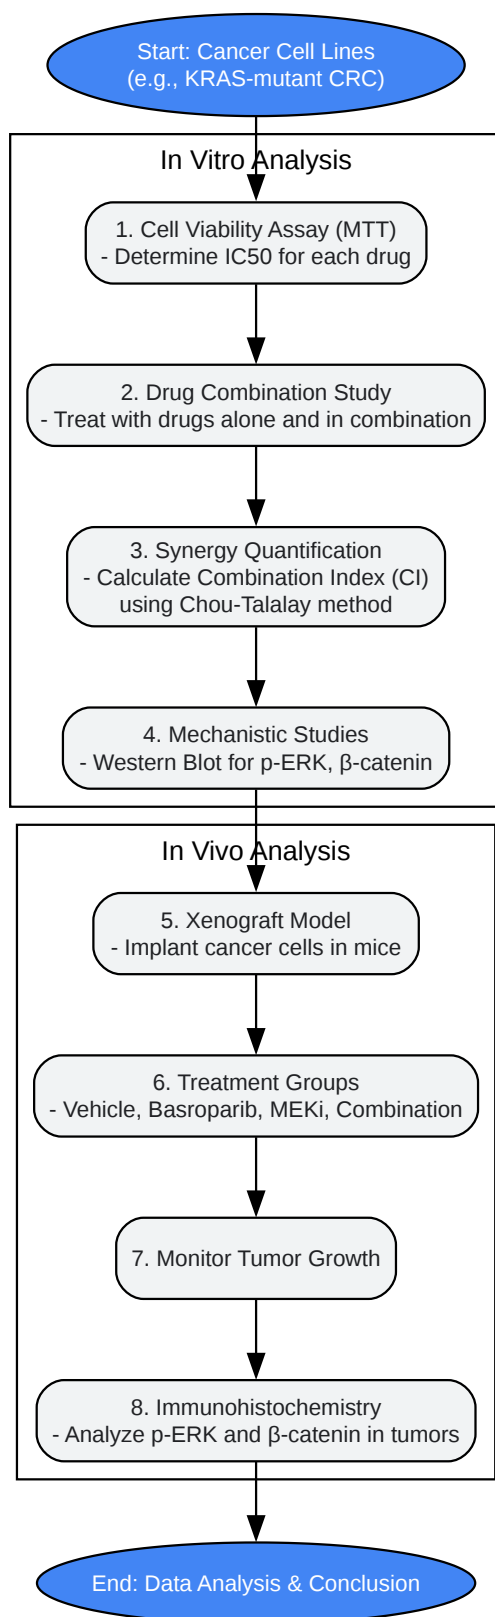 Start: Cancer Cell Lines
(e.g., KRAS-mutant CRC)
In Vitro Analysis
1. Cell Viability Assay (MTT)
- Determine IC50 for each drug
2. Drug Combination Study
- Treat with drugs alone and in combination
3. Synergy Quantification
- Calculate Combination Index (CI)
using Chou-Talalay method
4. Mechanistic Studies
- Western Blot for p-ERK, β-catenin
In Vivo Analysis
5. Xenograft Model
- Implant cancer cells in mice
6. Treatment Groups
- Vehicle, Basroparib, MEKi, Combination
7. Monitor Tumor Growth
8. Immunohistochemistry
- Analyze p-ERK and β-catenin in tumors
End: Data Analysis & Conclusion